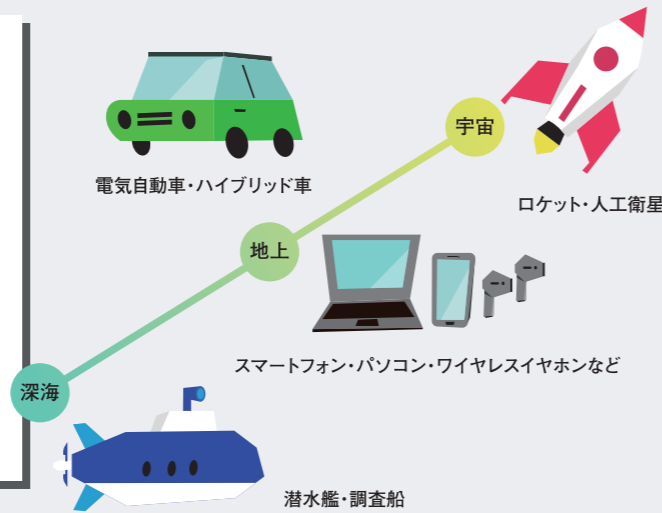 電気自動車・ハイブリッド車
宇宙
ロケット・人工衛星
地上
スマートフォン・パソコン・ワイヤレスイヤホンなど
深海
潜水艦・調査船